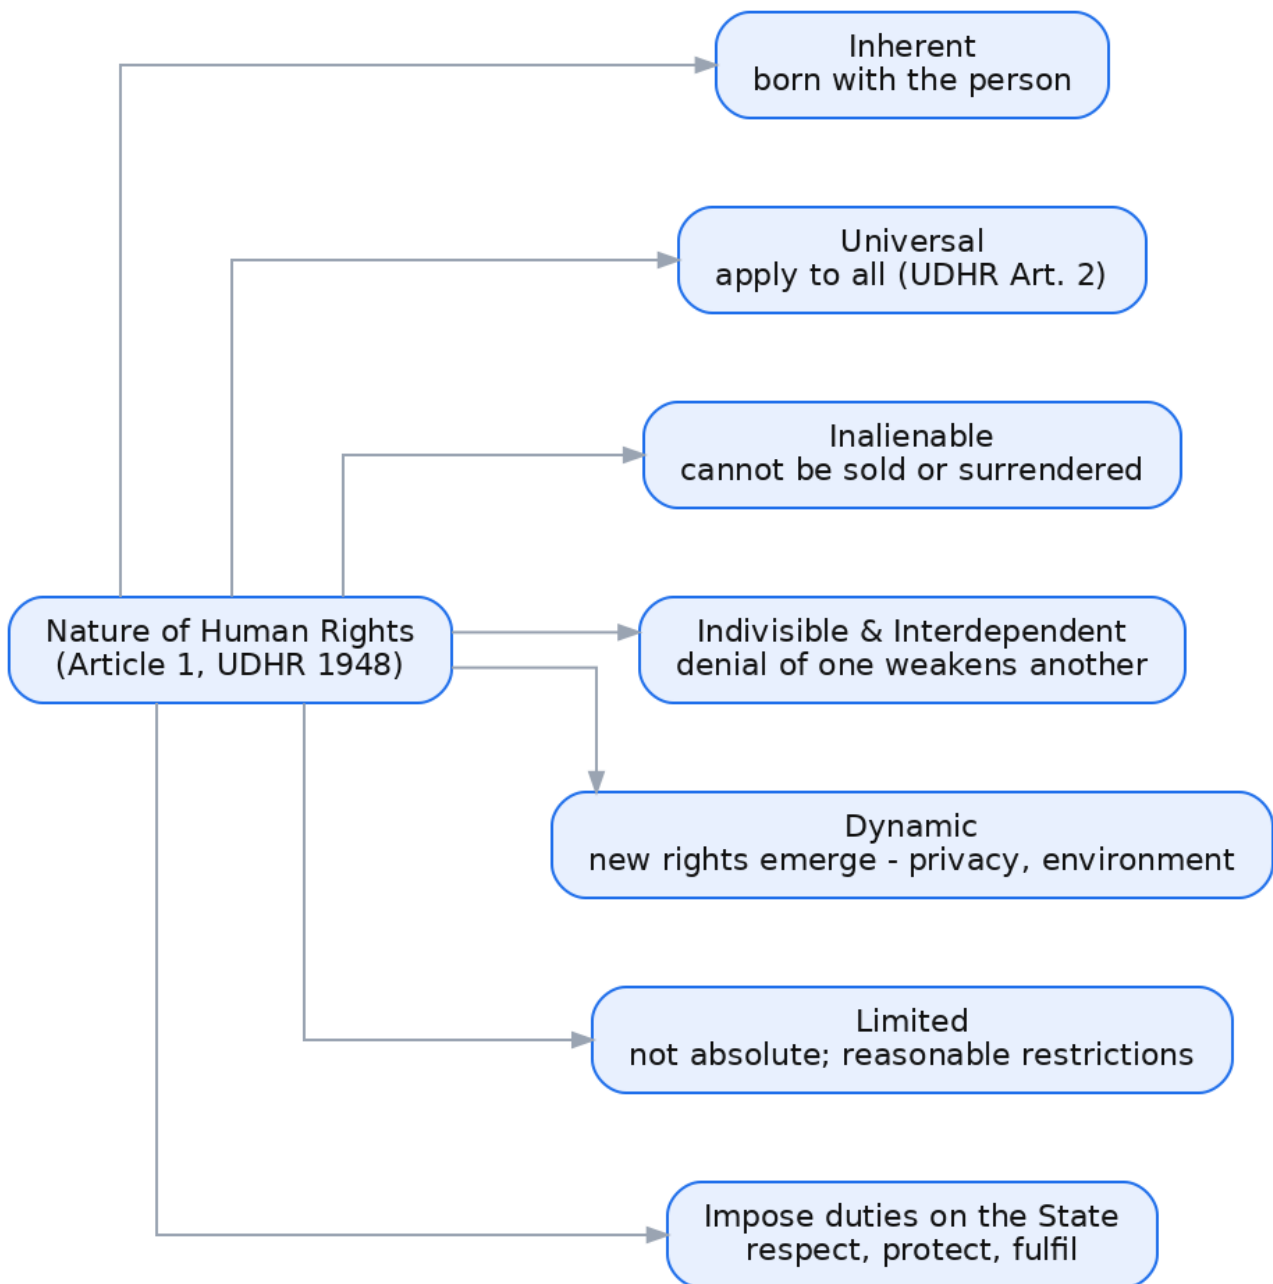 Inherent
born with the person
Universal
apply to all (UDHR Art. 2)
Inalienable
cannot be sold or surrendered
Nature of Human Rights
(Article 1, UDHR 1948)
Indivisible & Interdependent
denial of one weakens another
Dynamic
new rights emerge - privacy, environment
Limited
not absolute; reasonable restrictions
Impose duties on the State
respect, protect, fulfil